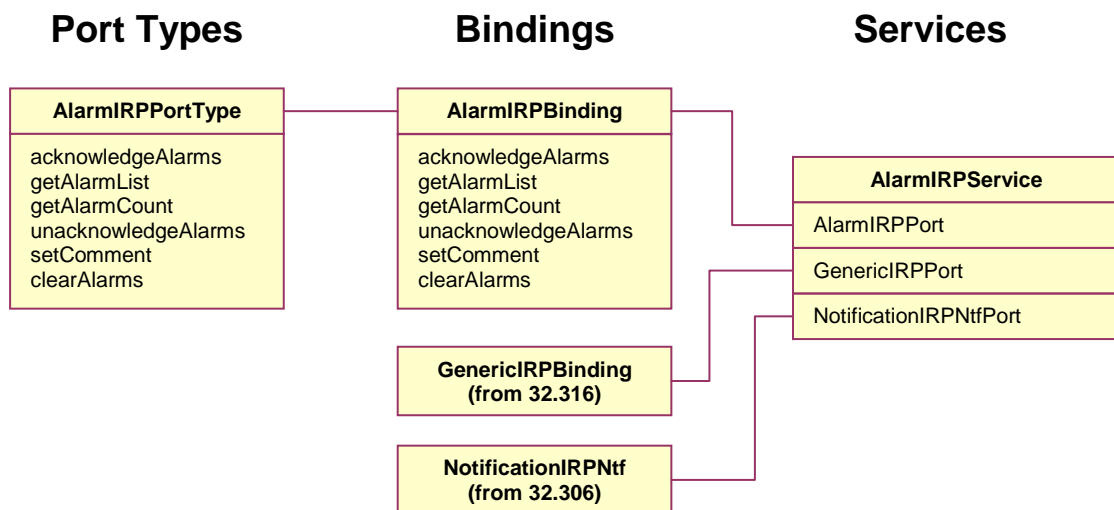 Port Types
Bindings
Services
AlarmIRPPortType
acknowledgeAlarms
getAlarmList
getAlarmCount
unacknowledgeAlarms
setComment
clearAlarms
AlarmIRPBinding
acknowledgeAlarms
getAlarmList
getAlarmCount
unacknowledgeAlarms
setComment
clearAlarms
GenericIRPBinding
(from 32.316)
NotificationIRPNtf
(from 32.306)
AlarmIRPService
AlarmIRPPort
GenericIRPPort
NotificationIRPNtfPort